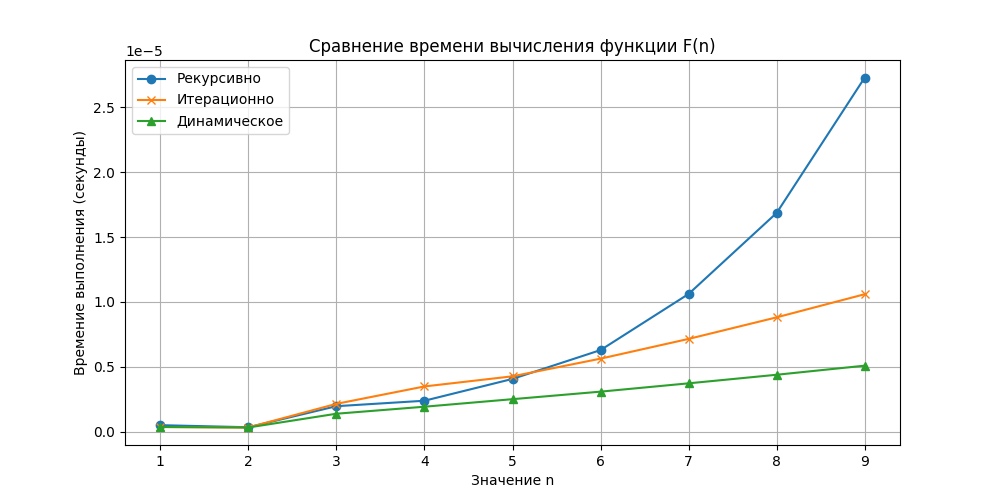 Сравнение времени вычисления функции F(n)
1e−5
Рекурсивно
Итерационно
Динамическое
Времение выполнения (секунды)
2.5
2.0
1.5
1.0
0.5
0.0
1 2 3 4 5 6 7 8 9
Значение n